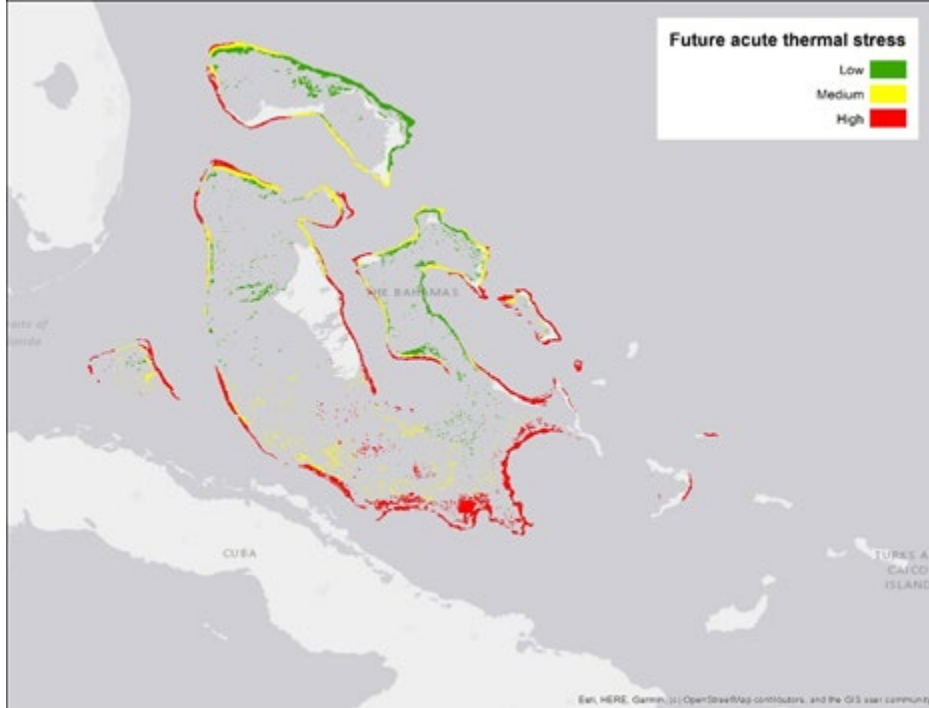 Future acute thermal stress
Low
Medium
High
THE BAHAMAS
CUBA
TURKS A
CAICO
ISLAND
Esri, HERE, Garmin, (c) OpenStreetMap contributors, and the GIS user community